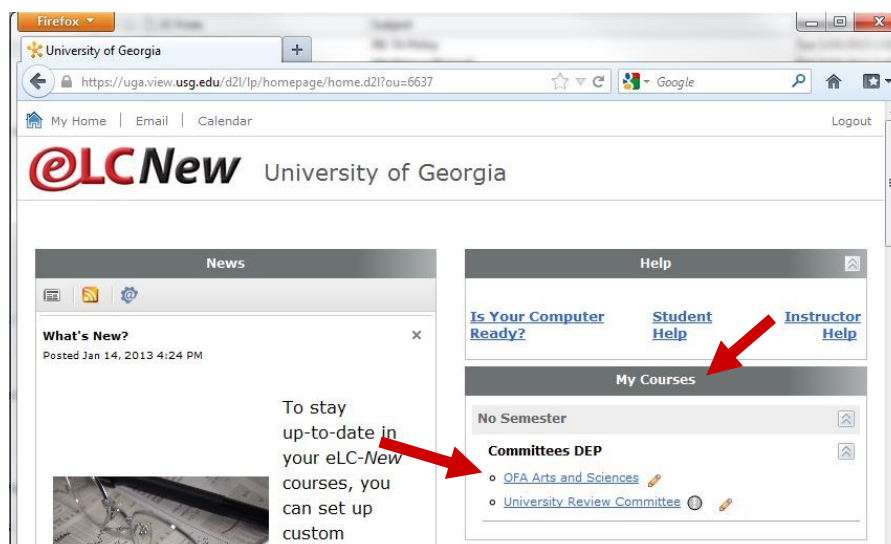 Firefox
University of Georgia
https://uga.view.usg.edu/d2l/lp/homepage/home.d2l?ou=6637
Google
My Home | Email | Calendar
Logout
eLCNew University of Georgia
News
What's New?
Posted Jan 14, 2013 4:24 PM
To stay
up-to-date in
your eLC-New
courses, you
can set up
custom
Help
Is Your Computer
Ready?
Student
Help
Instructor
Help
My Courses
No Semester
Committees DEP
OFA Arts and Sciences
University Review Committee